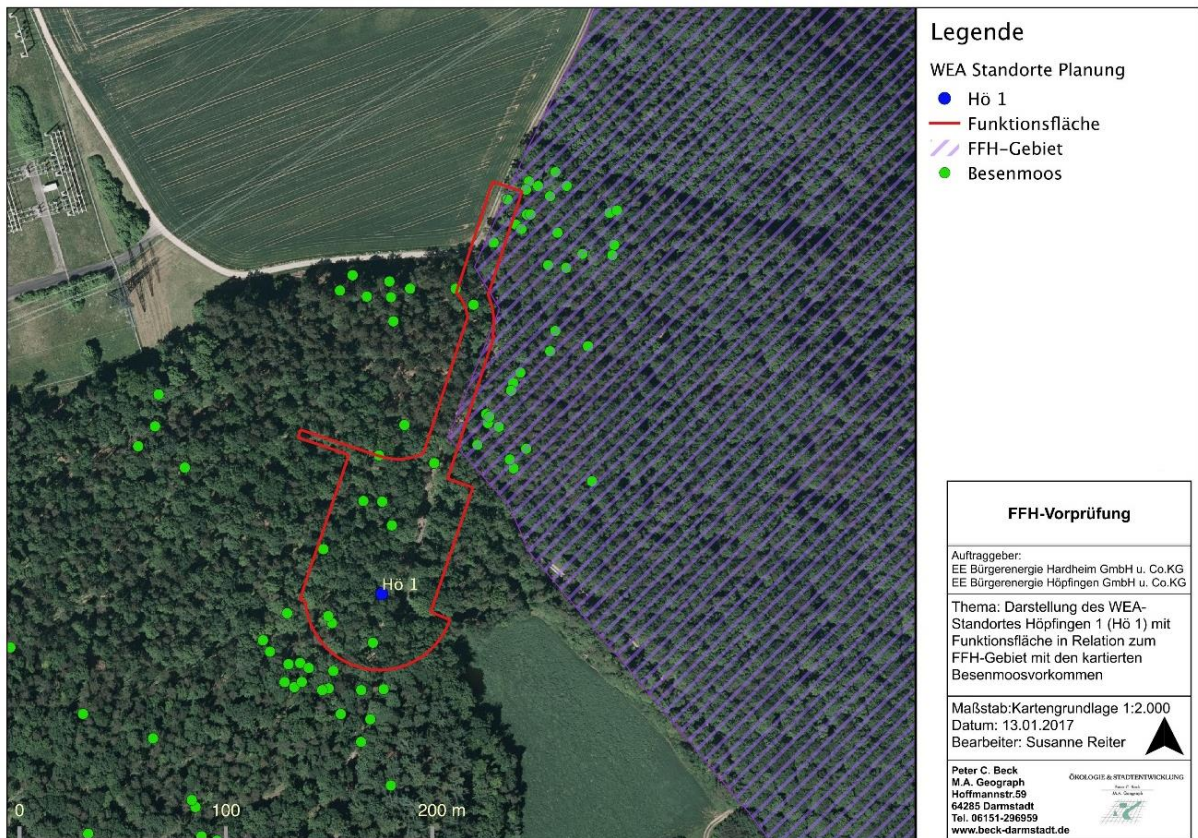 Legende
WEA Standorte Planung
Hö 1
Funktionsfläche
FFH-Gebiet
Besenmoos
Hö 1
0 100 200 m
FFH-Vorprüfung
Auftraggeber:
EE Bürgerenergie Hardheim GmbH u. Co.KG
EE Bürgerenergie Höpfingen GmbH u. Co.KG
Thema: Darstellung des WEA-
Standortes Höpfingen 1 (Hö 1) mit
Funktionsfläche in Relation zum
FFH-Gebiet mit den kartierten
Besenmoosvorkommen
Maßstab:Kartengrundlage 1:2.000
Datum: 13.01.2017
Bearbeiter: Susanne Reiter
Peter C. Beck
M.A. Geograph
Hoffmannstr.59
64285 Darmstadt
Tel. 06151-296959
www.beck-darmstadt.de
ÖKOLOGIE & STADTENTWICKLUNG
Peter C. Beck
M.A. Geograph